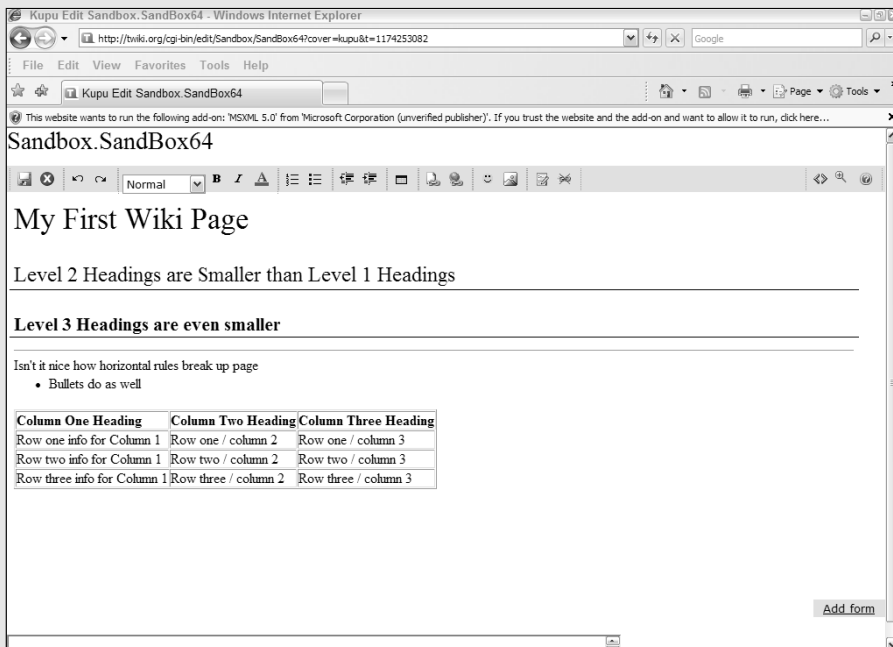 Kupu Edit Sandbox.SandBox64 - Windows Internet Explorer
http://twiki.org/cgi-bin/edit/Sandbox/SandBox64?cover=kupu&t=1174253082
Google
File Edit View Favorites Tools Help
Kupu Edit Sandbox.SandBox64
Page Tools
This website wants to run the following add-on: 'MSXML 5.0' from 'Microsoft Corporation (unverified publisher)'. If you trust the website and the add-on and want to allow it to run, click here...
Sandbox.SandBox64
Normal B I A
My First Wiki Page
Level 2 Headings are Smaller than Level 1 Headings
Level 3 Headings are even smaller
Isn't it nice how horizontal rules break up page
• Bullets do as well
Column One Heading Column Two Heading Column Three Heading
Row one info for Column 1 Row one / column 2 Row one / column 3
Row two info for Column 1 Row two / column 2 Row two / column 3
Row three info for Column 1 Row three / column 2 Row three / column 3
Add form